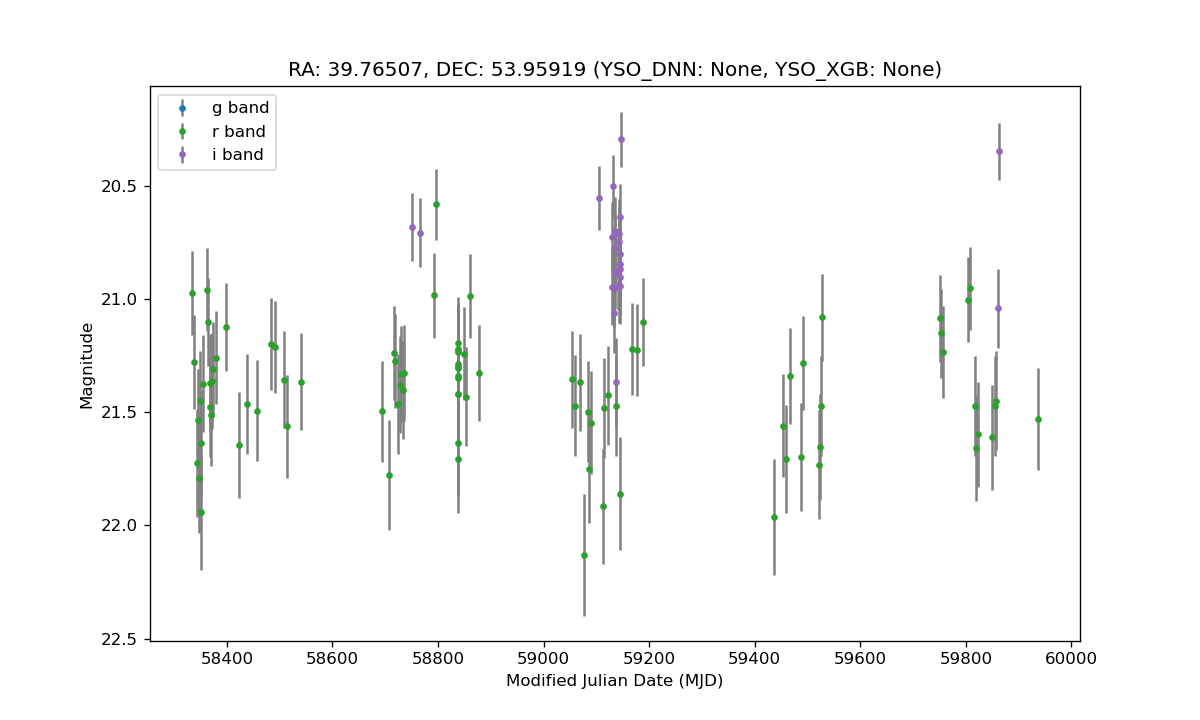 RA: 39.76507, DEC: 53.95919 (YSO_DNN: None, YSO_XGB: None)
g band
r band
i band
20.5
21.0
21.5
22.0
22.5
Magnitude
58400 58600 58800 59000 59200 59400 59600 59800 60000
Modified Julian Date (MJD)